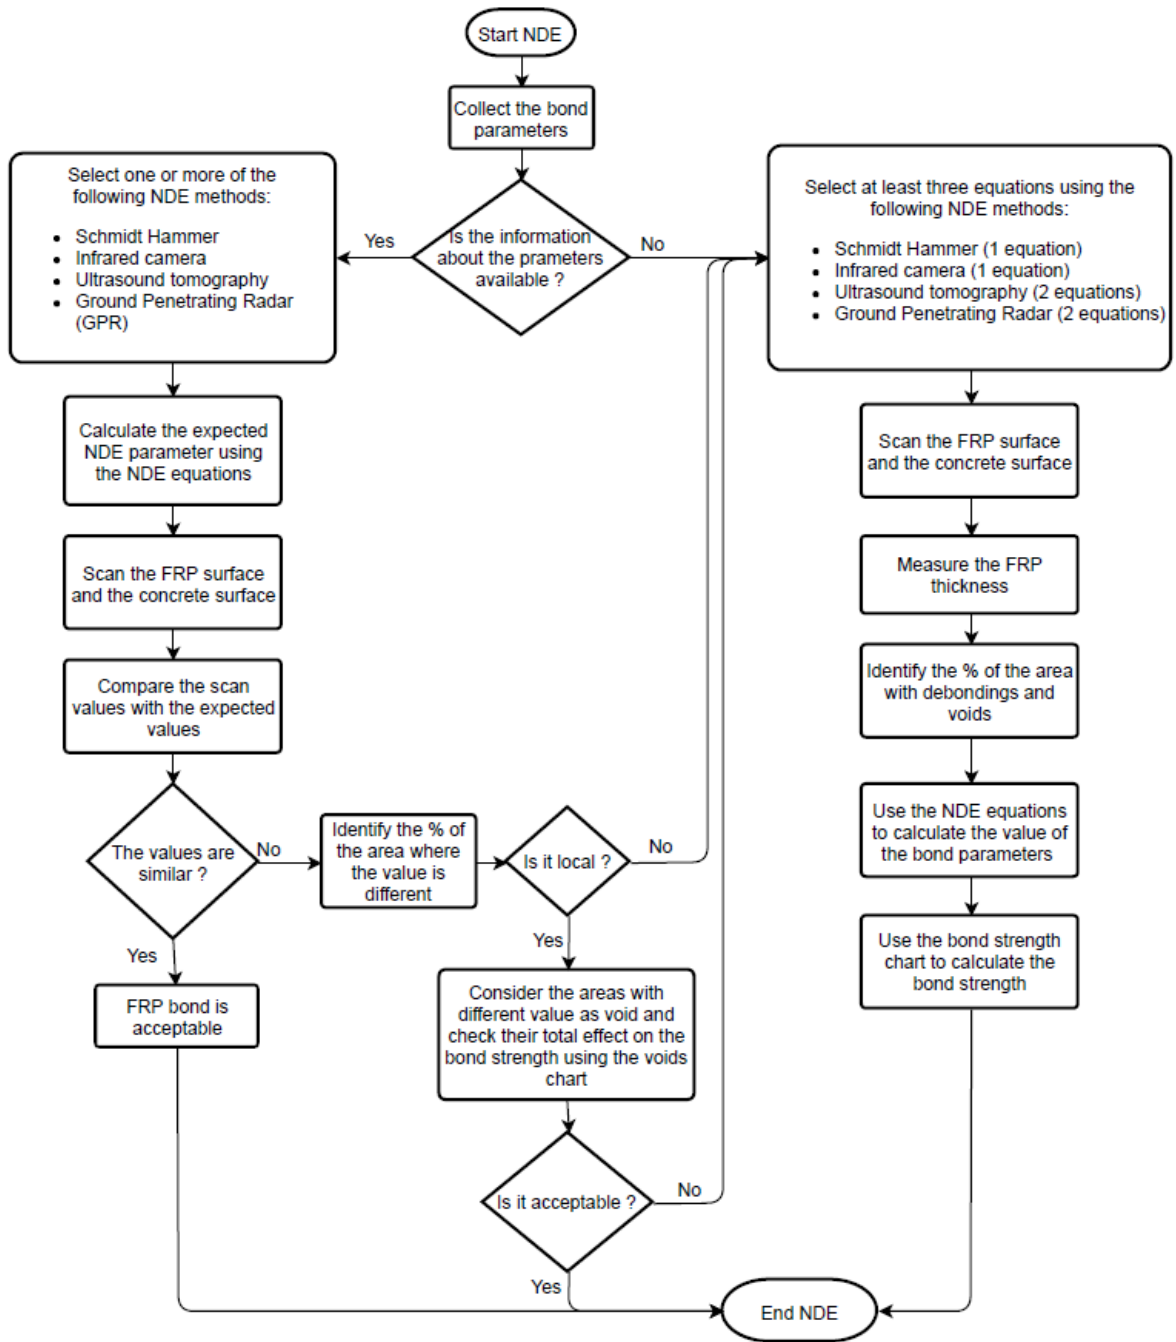 Start NDE
Collect the bond
parameters
Is the information
about the prameters
available ?
Yes
No
Select one or more of the
following NDE methods:
• Schmidt Hammer
• Infrared camera
• Ultrasound tomography
• Ground Penetrating Radar
(GPR)
Calculate the expected
NDE parameter using
the NDE equations
Scan the FRP surface
and the concrete surface
Compare the scan
values with the expected
values
The values are
similar ?
No
Yes
FRP bond is
acceptable
Identify the % of
the area where
the value is
different
Is it local ?
No
Yes
Consider the areas with
different value as void and
check their total effect on the
bond strength using the voids
chart
Is it acceptable ?
No
Yes
Select at least three equations using the
following NDE methods:
• Schmidt Hammer (1 equation)
• Infrared camera (1 equation)
• Ultrasound tomography (2 equations)
• Ground Penetrating Radar (2 equations)
Scan the FRP surface
and the concrete surface
Measure the FRP
thickness
Identify the % of the area
with debondings and
voids
Use the NDE equations
to calculate the value of
the bond parameters
Use the bond strength
chart to calculate the
bond strength
End NDE